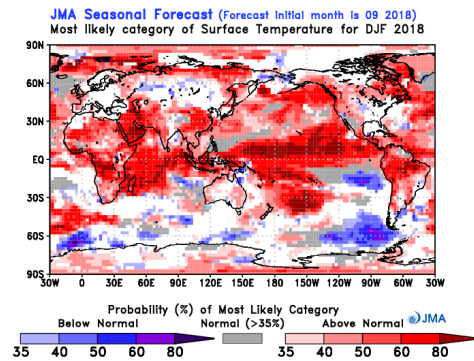 JMA Seasonal Forecast (Forecast initial month is 09 2018)
Most likely category of Surface Temperature for DJF 2018
90N
60N
30N
EQ
30S
60S
90S
30W 0 30E 60E 90E 120E 150E 180 150W 120W 90W 60W 30W
Probability (%) of Most Likely Category
Below Normal Normal (>35%) Above Normal JMA
35 40 50 60 80 35 40 50 60 80